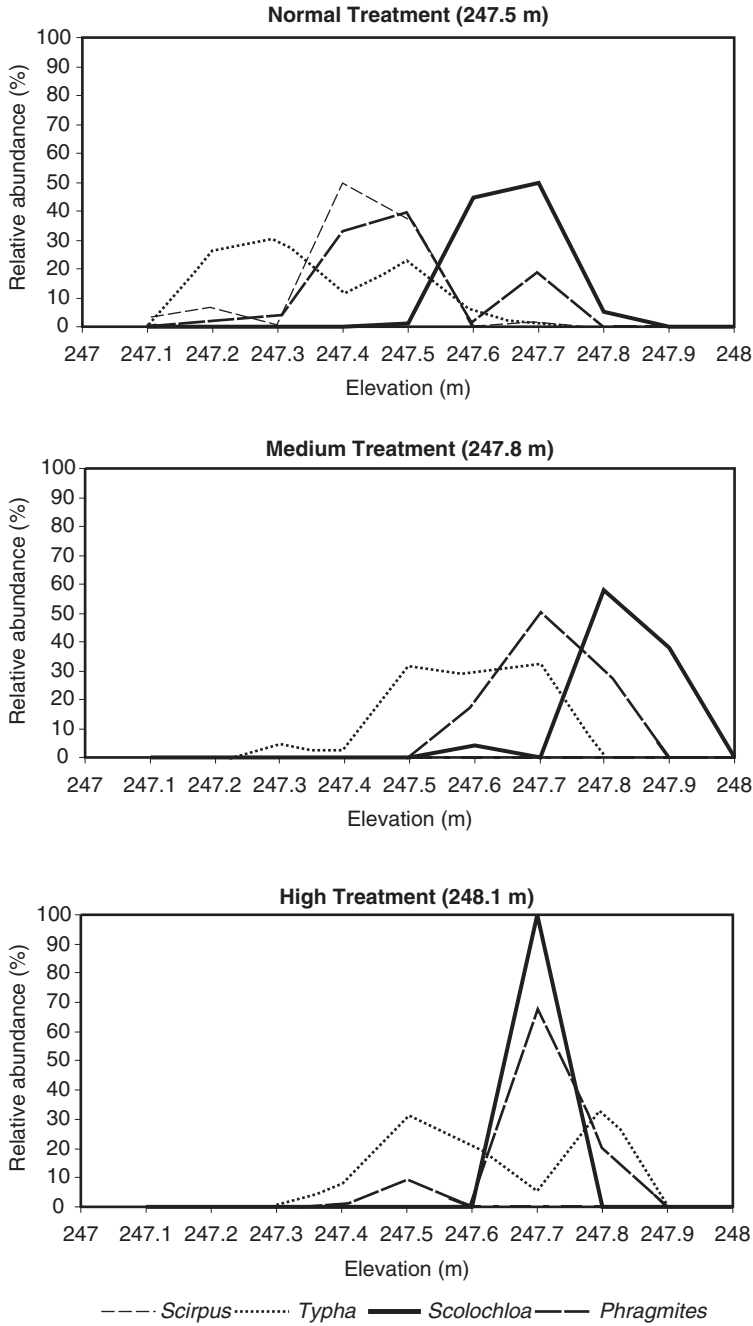 Normal Treatment (247.5 m)
100
90
80
70
60
50
40
30
20
10
0
Relative abundance (%)
247 247.1 247.2 247.3 247.4 247.5 247.6 247.7 247.8 247.9 248
Elevation (m)
Medium Treatment (247.8 m)
100
90
80
70
60
50
40
30
20
10
0
Relative abundance (%)
247 247.1 247.2 247.3 247.4 247.5 247.6 247.7 247.8 247.9 248
Elevation (m)
High Treatment (248.1 m)
100
90
80
70
60
50
40
30
20
10
0
Relative abundance (%)
247 247.1 247.2 247.3 247.4 247.5 247.6 247.7 247.8 247.9 248
Elevation (m)
Scirpus Typha Scolochloa Phragmites